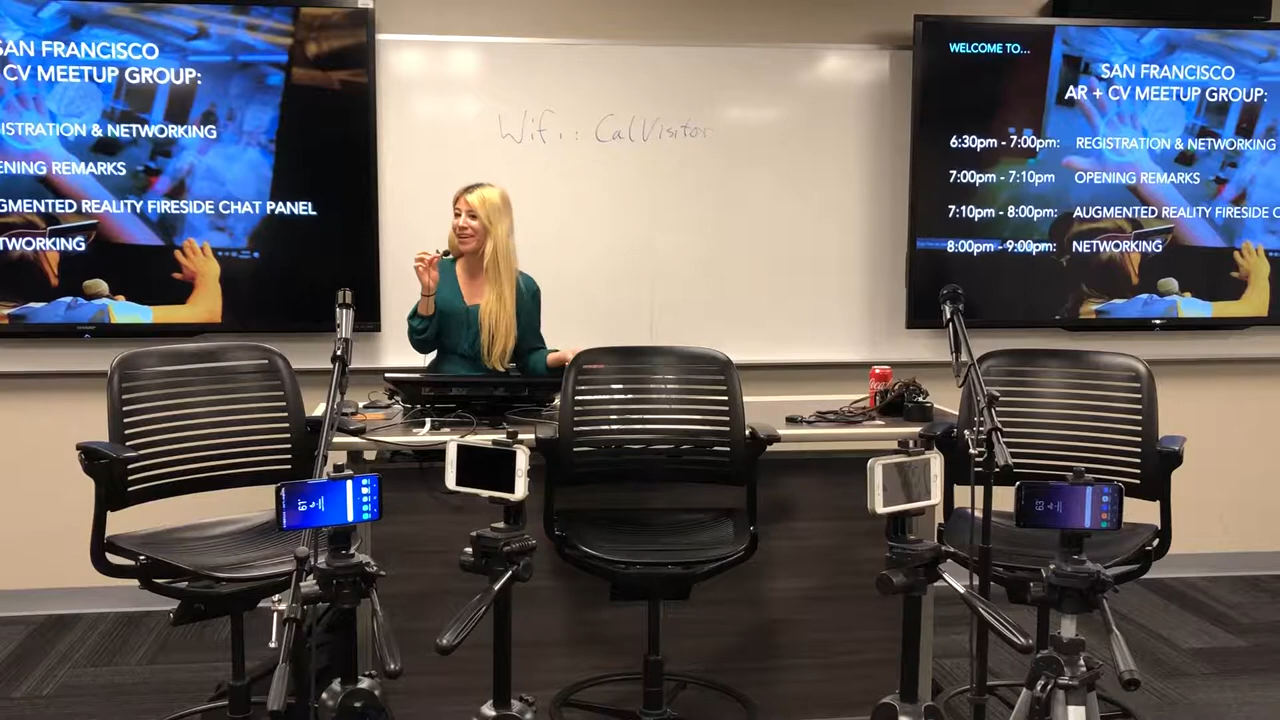 SAN FRANCISCO
CV MEETUP GROUP:
ISTRATION & NETWORKING
ENING REMARKS
GMENTED REALITY FIRESIDE CHAT PANEL
TWORKING
Wifi: CalVisitor
WELCOME TO...
SAN FRANCISCO
AR + CV MEETUP GROUP:
6:30pm - 7:00pm: REGISTRATION & NETWORKING
7:00pm - 7:10pm OPENING REMARKS
7:10pm - 8:00pm: AUGMENTED REALITY FIRESIDE C
8:00pm - 9:00pm: NETWORKING